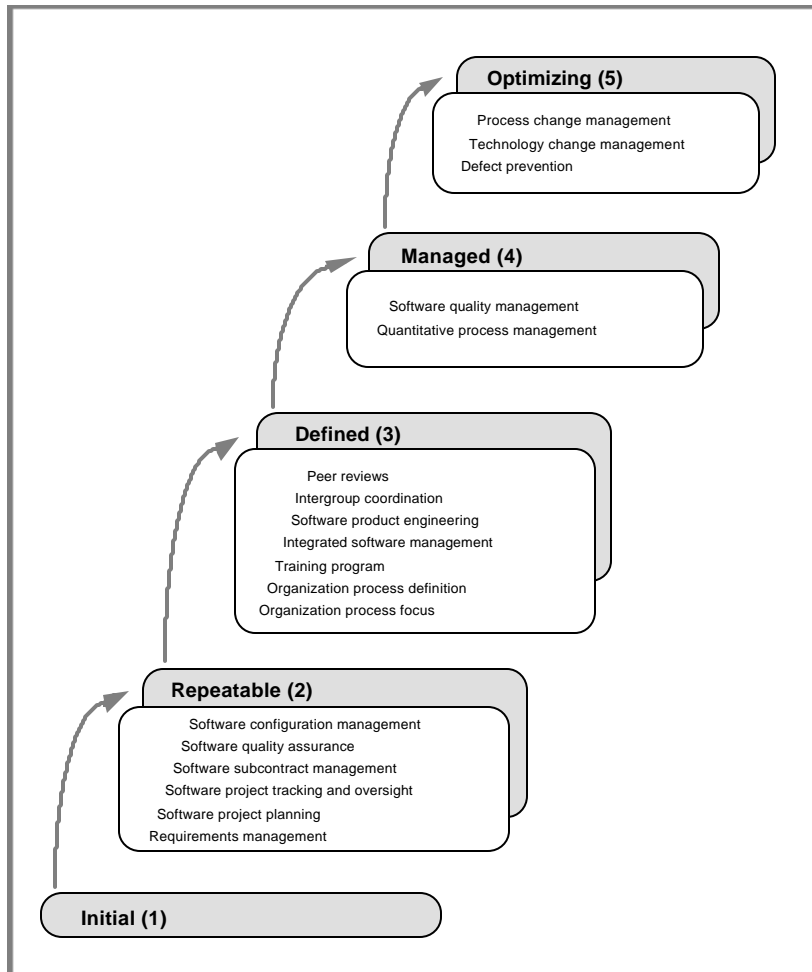 Optimizing (5)
Process change management
Technology change management
Defect prevention
Managed (4)
Software quality management
Quantitative process management
Defined (3)
Peer reviews
Intergroup coordination
Software product engineering
Integrated software management
Training program
Organization process definition
Organization process focus
Repeatable (2)
Software configuration management
Software quality assurance
Software subcontract management
Software project tracking and oversight
Software project planning
Requirements management
Initial (1)